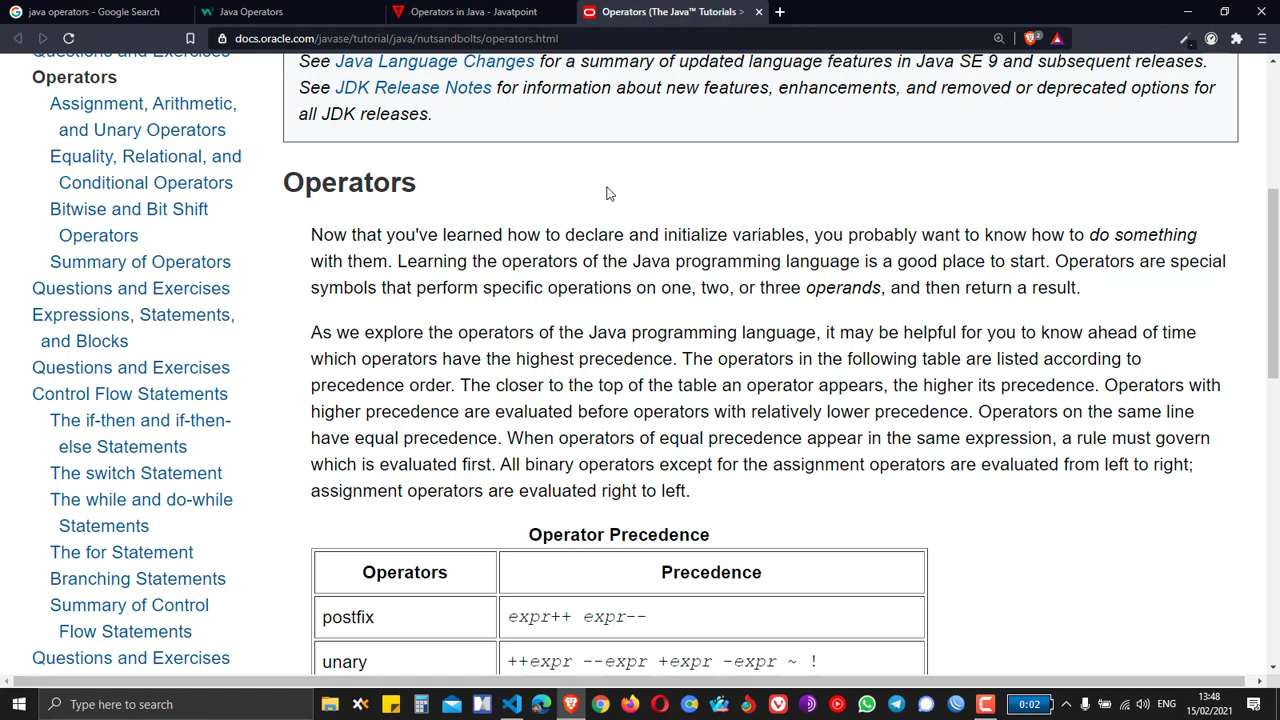 java operators - Google Search
Java Operators
Operators in Java - Javatpoint
Operators (The Java™ Tutorials >
docs.oracle.com/javase/tutorial/java/nutsandbolts/operators.html
2
Questions and Exercises
Operators
Assignment, Arithmetic,
and Unary Operators
Equality, Relational, and
Conditional Operators
Bitwise and Bit Shift
Operators
Summary of Operators
Questions and Exercises
Expressions, Statements,
and Blocks
Questions and Exercises
Control Flow Statements
The if-then and if-then-
else Statements
The switch Statement
The while and do-while
Statements
The for Statement
Branching Statements
Summary of Control
Flow Statements
Questions and Exercises
See Java Language Changes for a summary of updated language features in Java SE 9 and subsequent releases.
See JDK Release Notes for information about new features, enhancements, and removed or deprecated options for
all JDK releases.
Operators
Now that you've learned how to declare and initialize variables, you probably want to know how to do something
with them. Learning the operators of the Java programming language is a good place to start. Operators are special
symbols that perform specific operations on one, two, or three operands, and then return a result.
As we explore the operators of the Java programming language, it may be helpful for you to know ahead of time
which operators have the highest precedence. The operators in the following table are listed according to
precedence order. The closer to the top of the table an operator appears, the higher its precedence. Operators with
higher precedence are evaluated before operators with relatively lower precedence. Operators on the same line
have equal precedence. When operators of equal precedence appear in the same expression, a rule must govern
which is evaluated first. All binary operators except for the assignment operators are evaluated from left to right;
assignment operators are evaluated right to left.
Operator Precedence
Operators Precedence
postfix expr++ expr--
unary ++expr --expr +expr -expr ~ !
Type here to search
0:02
ENG
13:48
15/02/2021